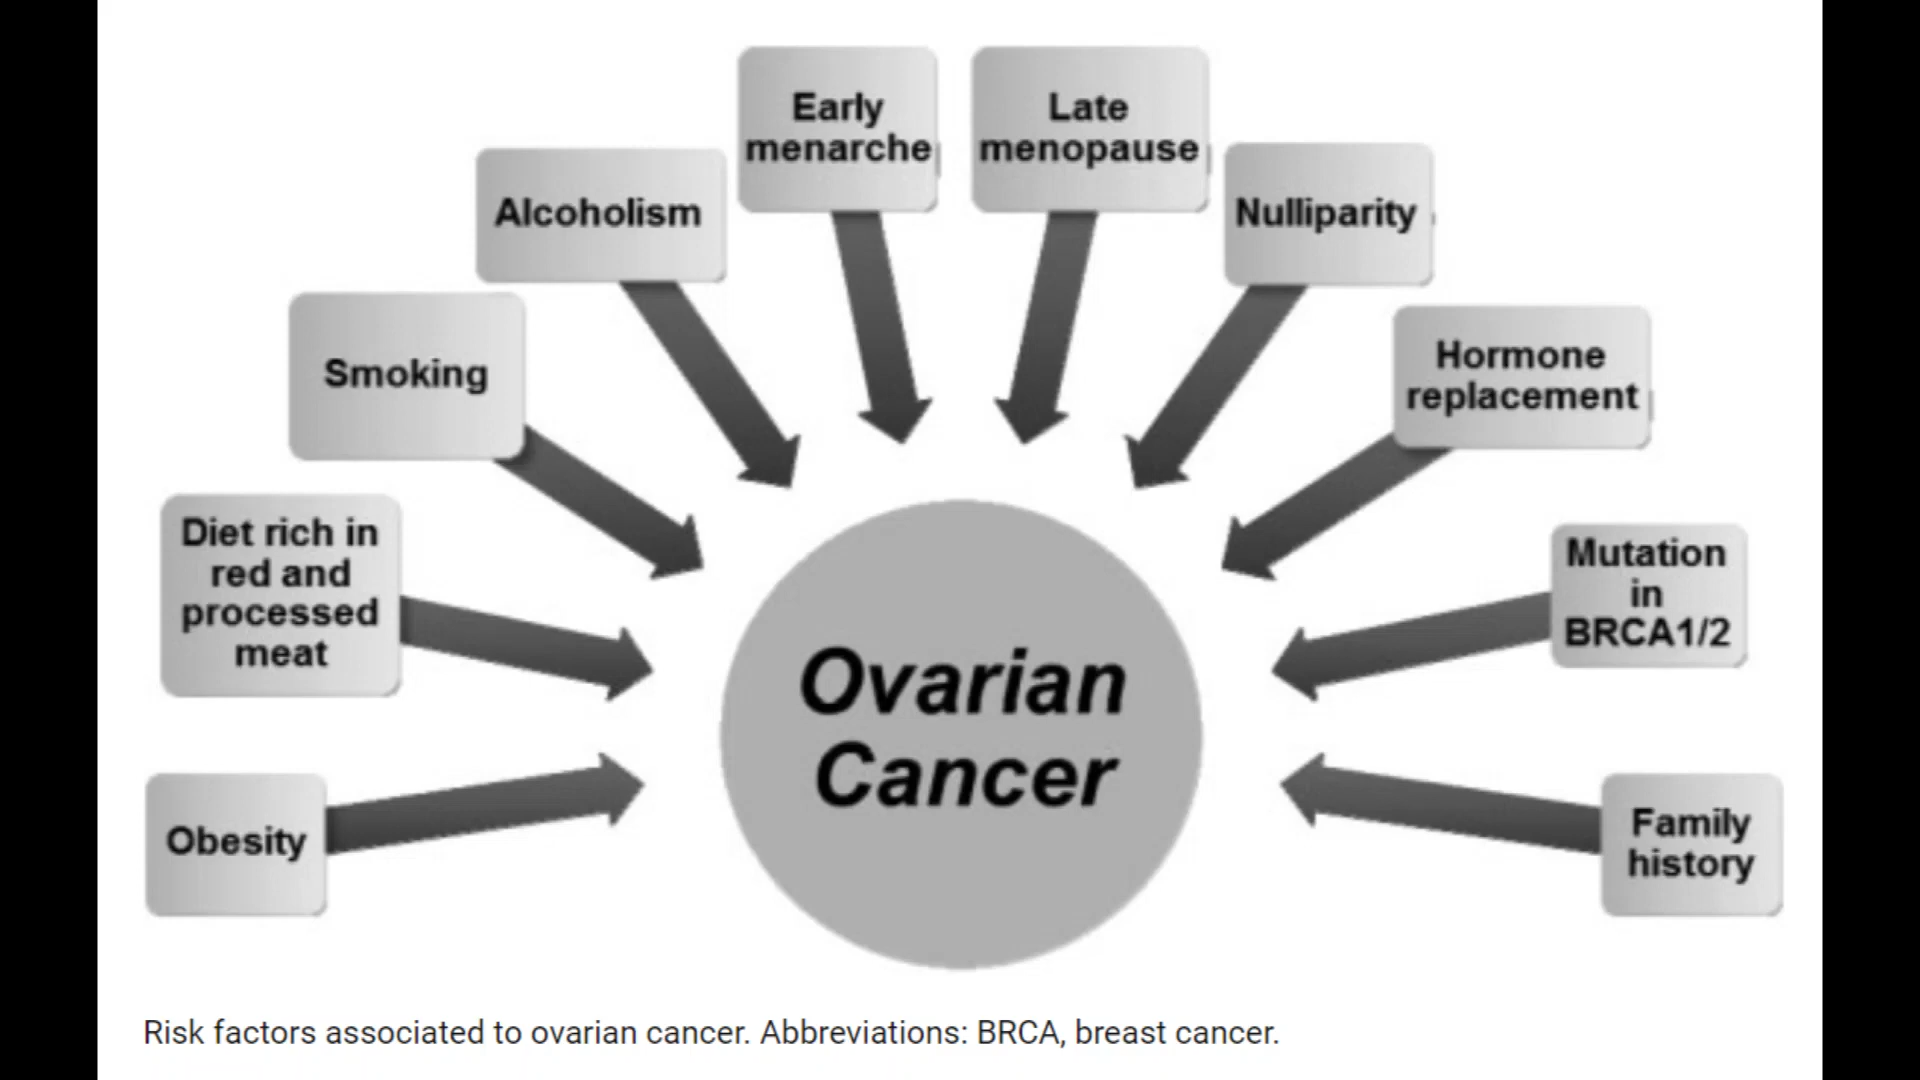 Early
menarche
Late
menopause
Alcoholism
Nulliparity
Smoking
Hormone
replacement
Diet rich in
red and
processed
meat
Mutation
in
BRCA1/2
Obesity
Family
history
Ovarian
Cancer
Risk factors associated to ovarian cancer. Abbreviations: BRCA, breast cancer.